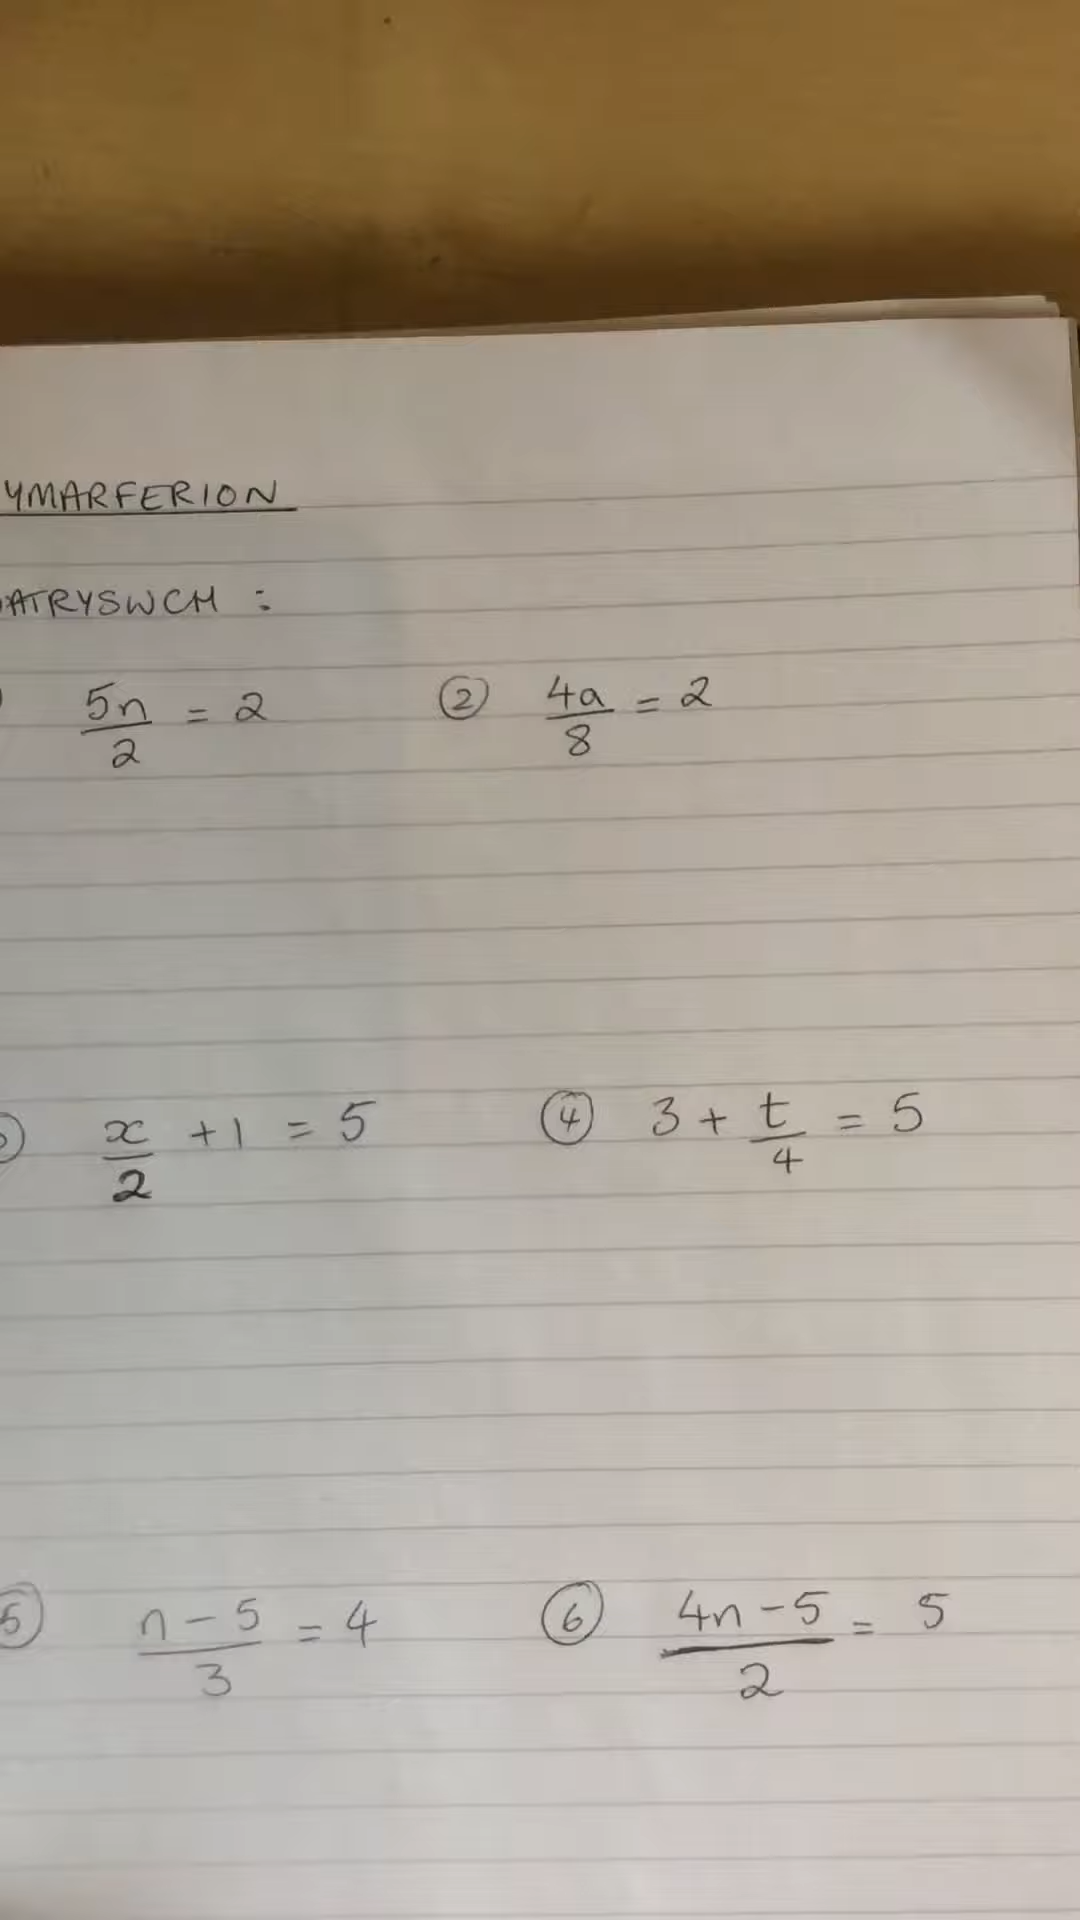 YMARFERION
DATRYSWCH :
5n/2 = 2 ② 4a/8 = 2
x/2 + 1 = 5 ④ 3 + t/4 = 5
⑤ n - 5/3 = 4 ⑥ 4n - 5/2 = 5